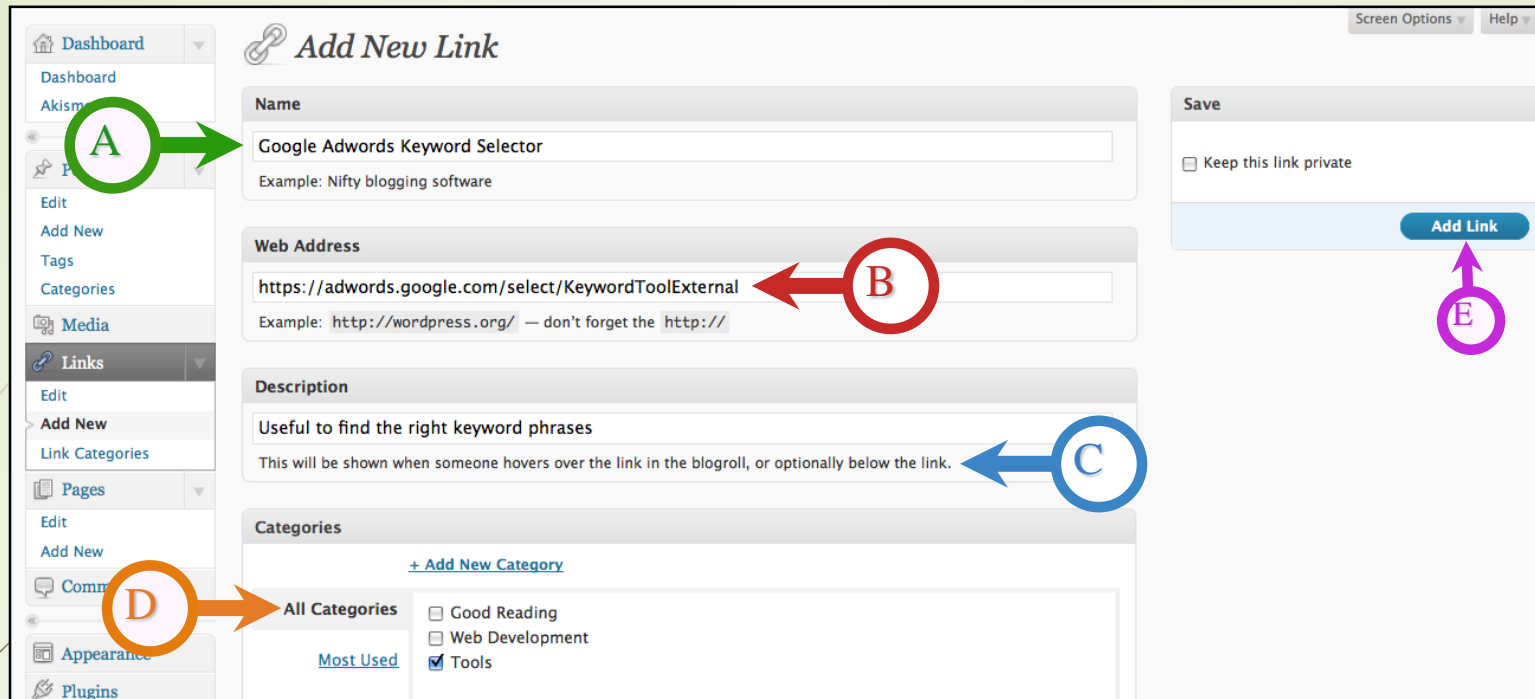 Screen Options
Help
Dashboard
Dashboard
Edit
Add New
Tags
Categories
Media
Links
Edit
Add New
Link Categories
Pages
Edit
Add New
Plugins
Add New Link
Name
A
Google Adwords Keyword Selector
Example: Nifty blogging software
Web Address
https://adwords.google.com/select/KeywordToolExternal
B
Example: http://wordpress.org/ — don't forget the http://
Description
Useful to find the right keyword phrases
This will be shown when someone hovers over the link in the blogroll, or optionally below the link.
C
Categories
+ Add New Category
D
All Categories
Most Used
Good Reading
Web Development
Tools
Save
Keep this link private
Add Link
E